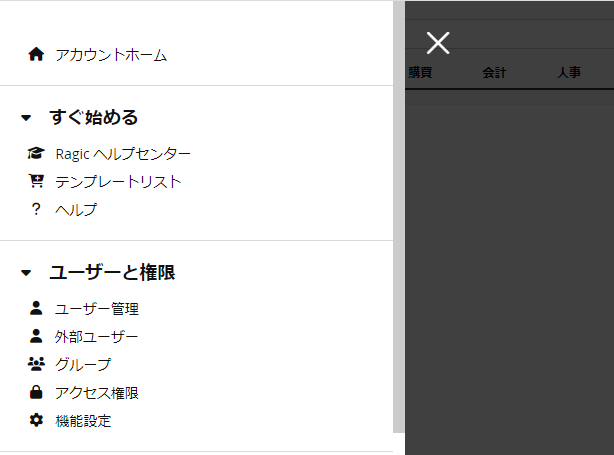 アカウントホーム
購買 会計 人事
すぐ始める
Ragic ヘルプセンター
テンプレートリスト
? ヘルプ
ユーザーと権限
ユーザー管理
外部ユーザー
グループ
アクセス権限
機能設定